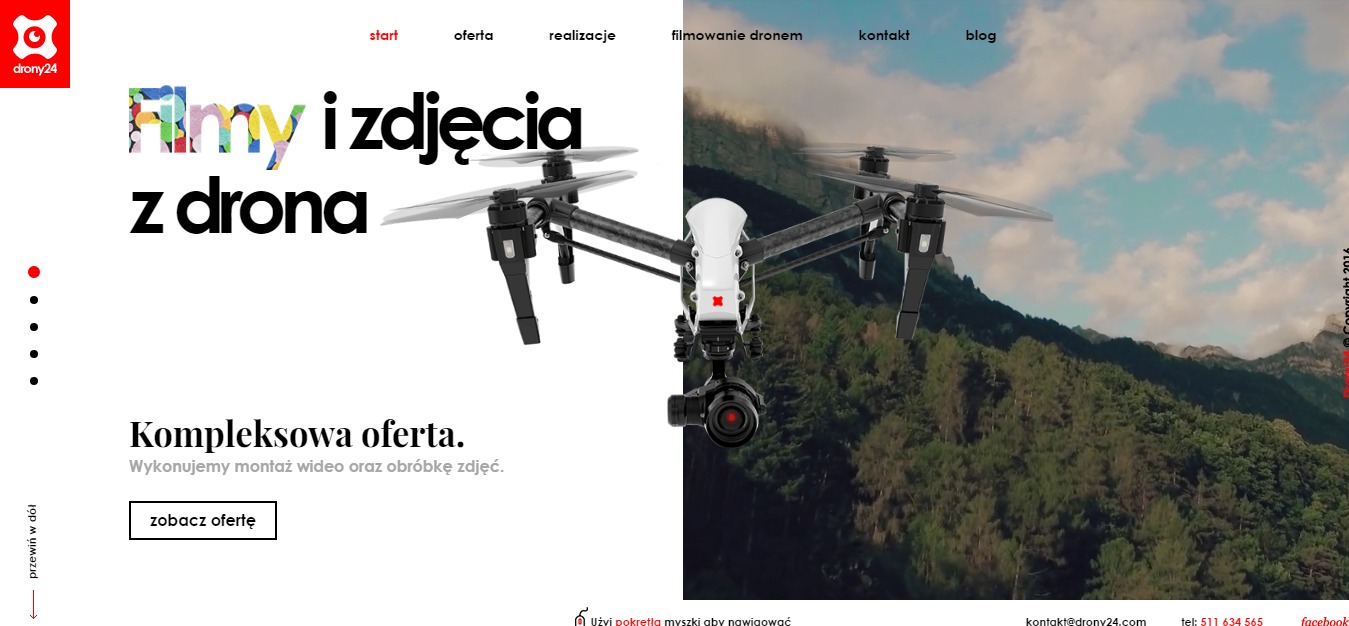 drony24
start oferta realizacje filmowanie dronem kontakt blog
Filmy i zdjęcia
z drona
Kompleksowa oferta.
Wykonujemy montaż wideo oraz obróbkę zdjęć.
zobacz ofertę
przewiń w dół
© Copyright 2016
Użyj pokrętła myszki aby nawigować
kontakt@drony24.com
tel: 511 634 565
facebook